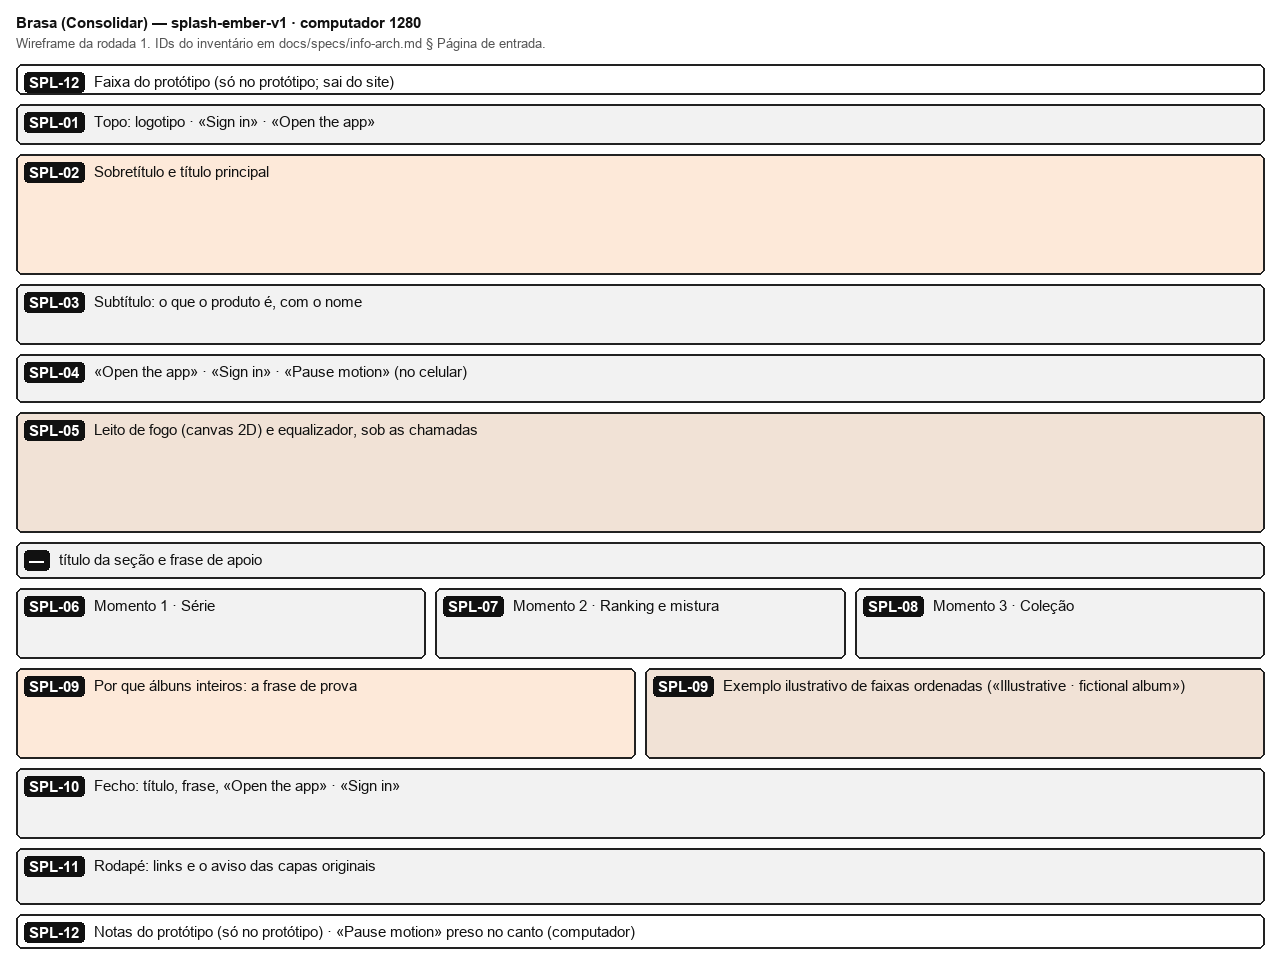 Brasa (Consolidar) — splash-ember-v1 · computador 1280
Wireframe da rodada 1. IDs do inventário em docs/specs/info-arch.md § Página de entrada.
SPL-12 Faixa do protótipo (só no protótipo; sai do site)
SPL-01 Topo: logotipo · «Sign in» · «Open the app»
SPL-02 Sobretítulo e título principal
SPL-03 Subtítulo: o que o produto é, com o nome
SPL-04 «Open the app» · «Sign in» · «Pause motion» (no celular)
SPL-05 Leito de fogo (canvas 2D) e equalizador, sob as chamadas
— título da seção e frase de apoio
SPL-06 Momento 1 · Série
SPL-07 Momento 2 · Ranking e mistura
SPL-08 Momento 3 · Coleção
SPL-09 Por que álbuns inteiros: a frase de prova
SPL-09 Exemplo ilustrativo de faixas ordenadas («Illustrative · fictional album»)
SPL-10 Fecho: título, frase, «Open the app» · «Sign in»
SPL-11 Rodapé: links e o aviso das capas originais
SPL-12 Notas do protótipo (só no protótipo) · «Pause motion» preso no canto (computador)